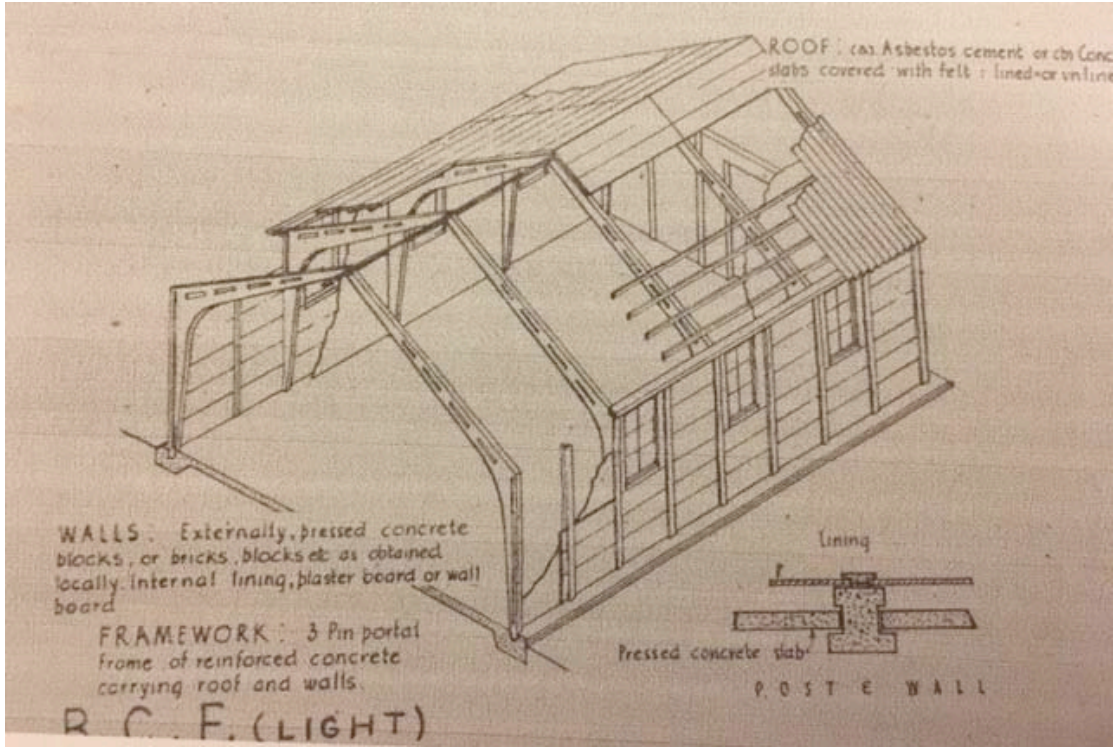 ROOF : (a). Asbestos cement or (b) Conc
slabs covered with felt : lined or unline
WALLS : Externally, pressed concrete
blocks, or bricks, blocks etc as obtained
locally. Internal lining, plaster board or wall
board
FRAMEWORK : 3 Pin portal
frame of reinforced concrete
carrying roof and walls.
R. C. F. (LIGHT)
Lining
Pressed concrete slab
POST & WALL